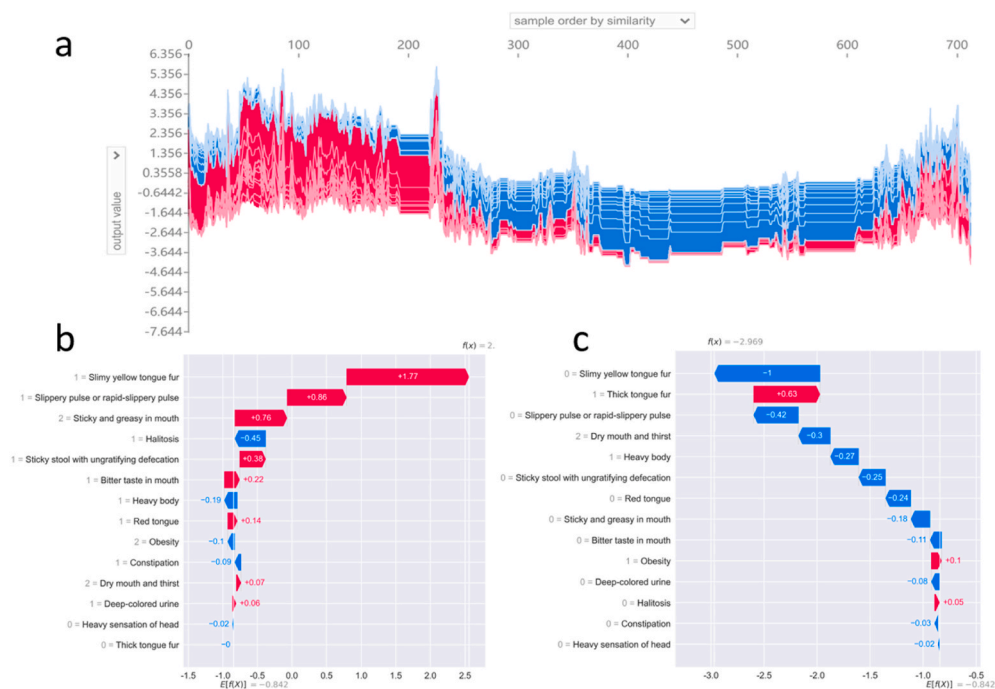 sample order by similarity
a
0 100 200 300 400 500 600 700
6.356
5.356
4.356
3.356
2.356
1.356
0.3558
-0.6442
-1.644
-2.644
-3.644
-4.644
-5.644
-6.644
-7.644
output value
b
f(x) = 2.
1 = Slimy yellow tongue fur +1.77
1 = Slippery pulse or rapid-slippery pulse +0.86
2 = Sticky and greasy in mouth +0.76
1 = Halitosis −0.45
1 = Sticky stool with ungratifying defecation +0.38
1 = Bitter taste in mouth +0.22
1 = Heavy body −0.19
1 = Red tongue +0.14
2 = Obesity −0.1
1 = Constipation −0.09
2 = Dry mouth and thirst +0.07
1 = Deep-colored urine +0.06
0 = Heavy sensation of head −0.02
0 = Thick tongue fur −0
-1.5 -1.0 -0.5 0.0 0.5 1.0 1.5 2.0 2.5
E[f(X)] = −0.842
c
f(x) = −2.969
0 = Slimy yellow tongue fur −1
1 = Thick tongue fur +0.63
0 = Slippery pulse or rapid-slippery pulse −0.42
2 = Dry mouth and thirst −0.3
1 = Heavy body −0.27
0 = Sticky stool with ungratifying defecation −0.25
0 = Red tongue −0.24
0 = Sticky and greasy in mouth −0.18
0 = Bitter taste in mouth −0.11
1 = Obesity +0.1
0 = Deep-colored urine −0.08
0 = Halitosis +0.05
0 = Constipation −0.03
0 = Heavy sensation of head −0.01
-3.0 -2.5 -2.0 -1.5 -1.0 -0.5
E[f(X)] = −0.842